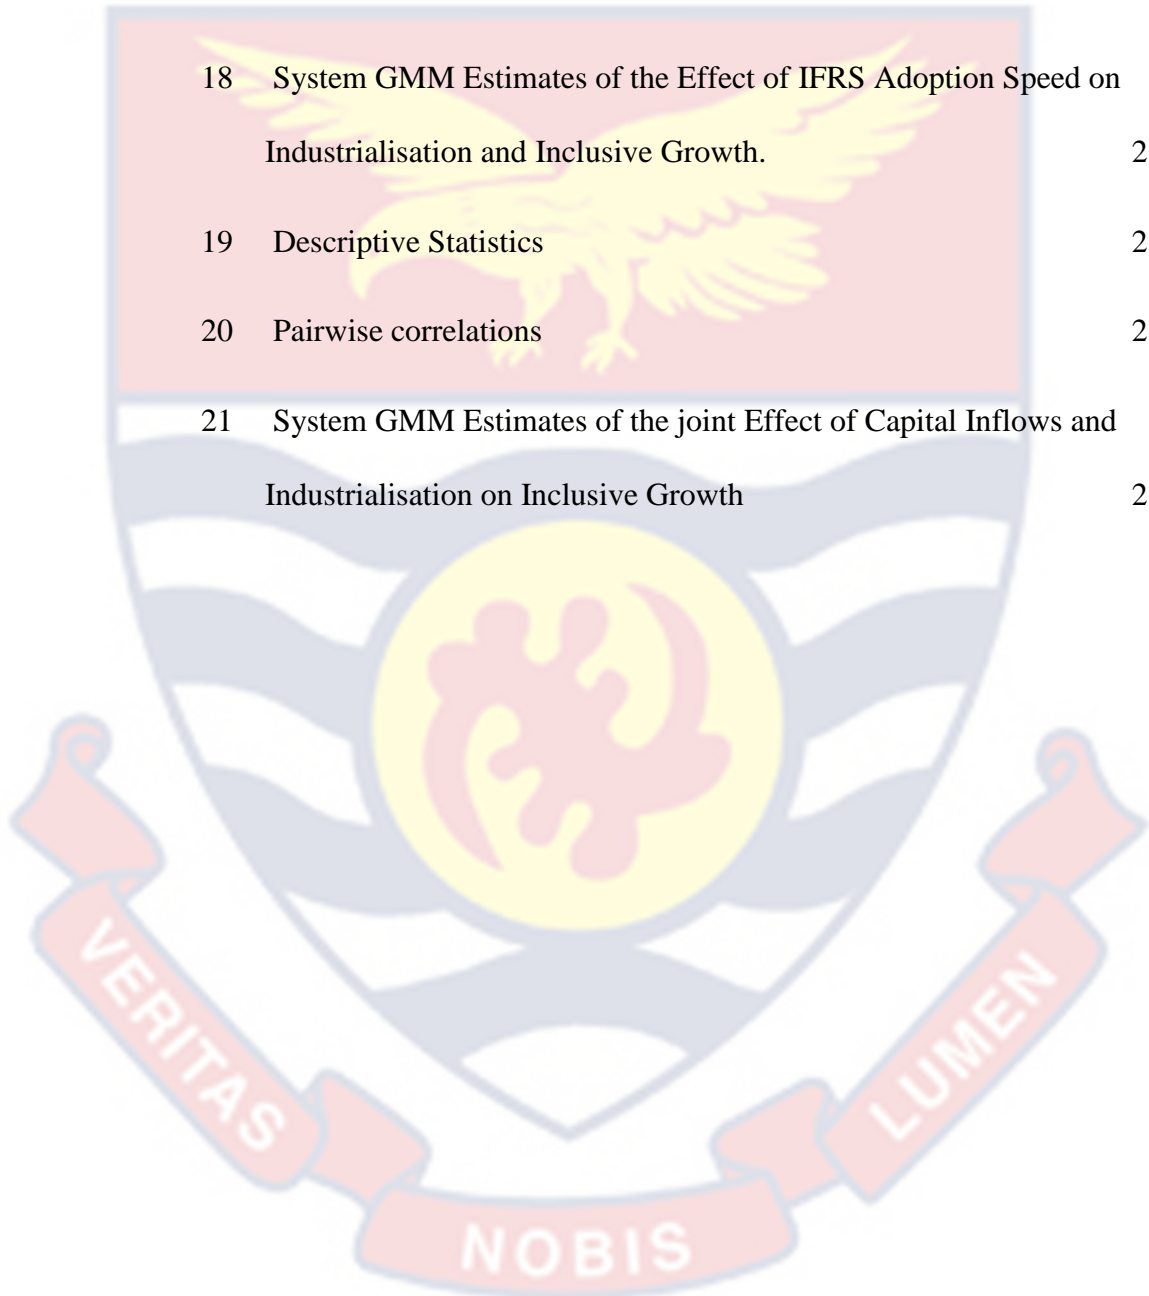 18 System GMM Estimates of the Effect of IFRS Adoption Speed on
Industrialisation and Inclusive Growth. 2
19 Descriptive Statistics 2
20 Pairwise correlations 2
21 System GMM Estimates of the joint Effect of Capital Inflows and
Industrialisation on Inclusive Growth 2
VERITAS
NOBIS
LUMEN